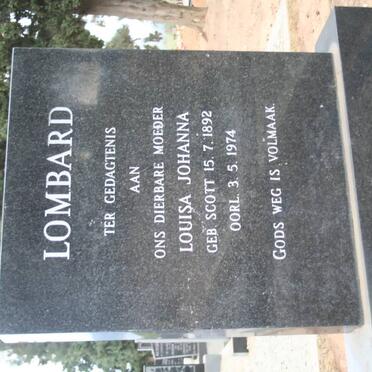 LOMBARD
TER GEDAGTENIS
AAN
ONS DIERBARE MOEDER
LOUISA JOHANNA
GEB SCOTT 15.7.1892
OORL. 3.5.1974
GODS WEG IS VOLMAAK